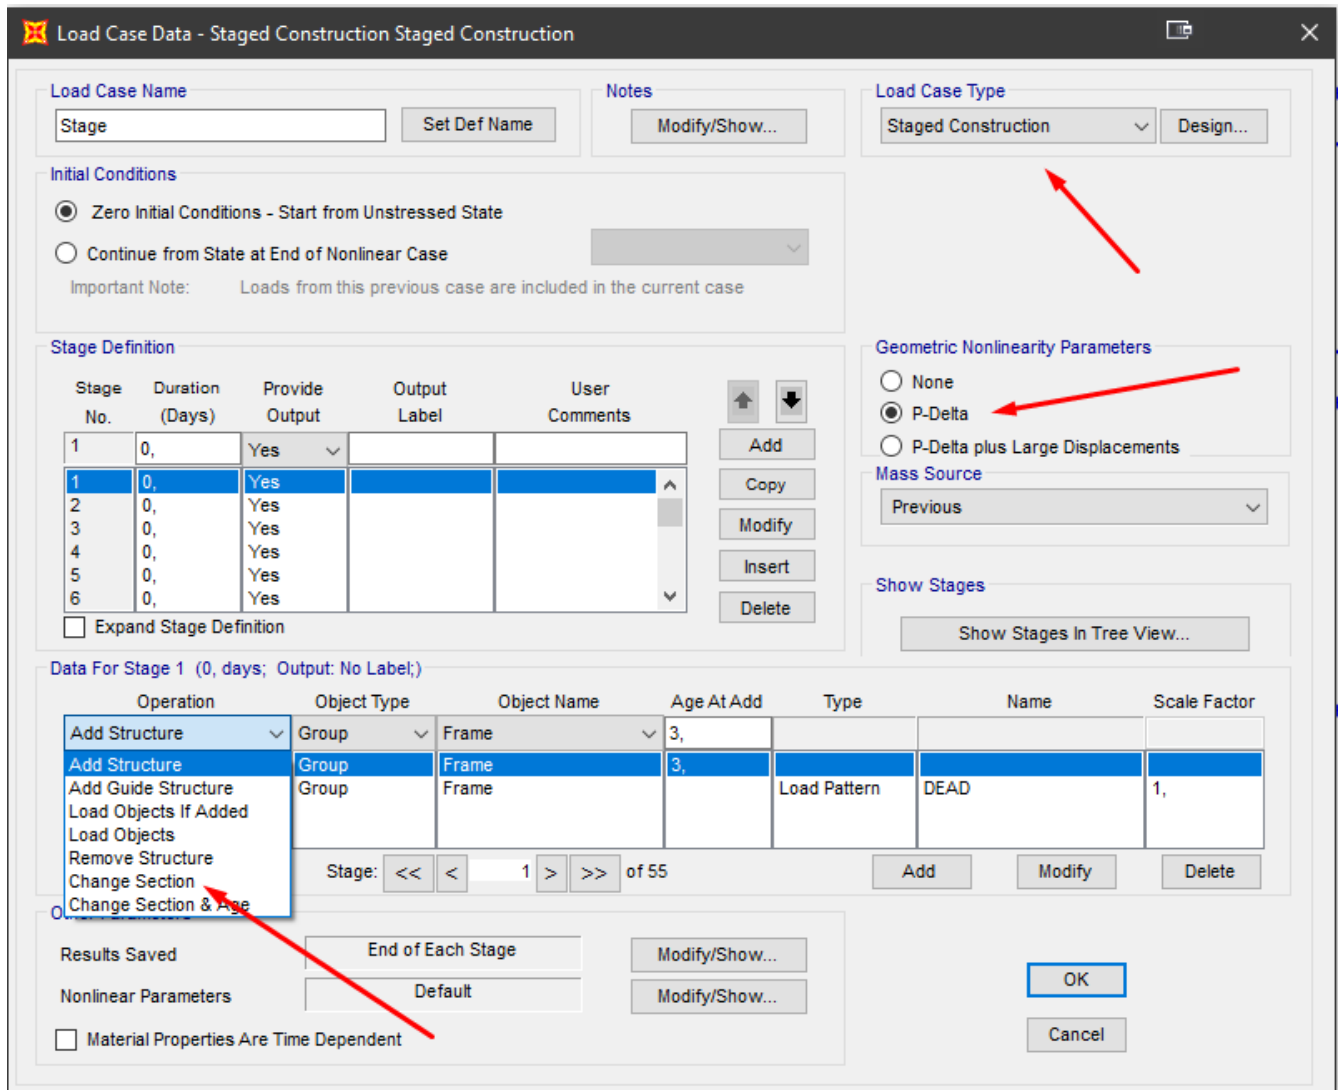 Load Case Data - Staged Construction Staged Construction
Load Case Name
Notes
Load Case Type
Stage
Set Def Name
Modify/Show...
Staged Construction
Design...
Initial Conditions
Zero Initial Conditions - Start from Unstressed State
Continue from State at End of Nonlinear Case
Important Note: Loads from this previous case are included in the current case
Stage Definition
Geometric Nonlinearity Parameters
Stage Duration Provide Output User
No. (Days) Output Label Comments
1 0, Yes
1 0, Yes
2 0, Yes
3 0, Yes
4 0, Yes
5 0, Yes
6 0, Yes
Add
Copy
Modify
Insert
Delete
Expand Stage Definition
None
P-Delta
P-Delta plus Large Displacements
Mass Source
Previous
Show Stages
Show Stages In Tree View...
Data For Stage 1 (0, days; Output: No Label;)
Operation Object Type Object Name Age At Add Type Name Scale Factor
Add Structure Group Frame 3,
Add Structure Group Frame 3,
Add Guide Structure Group Frame Load Pattern DEAD 1,
Load Objects If Added
Load Objects
Remove Structure
Change Section
Change Section & Age
Stage: << < 1 > >> of 55
Add
Modify
Delete
Other Parameters
Results Saved End of Each Stage Modify/Show...
Nonlinear Parameters Default Modify/Show...
Material Properties Are Time Dependent
OK
Cancel